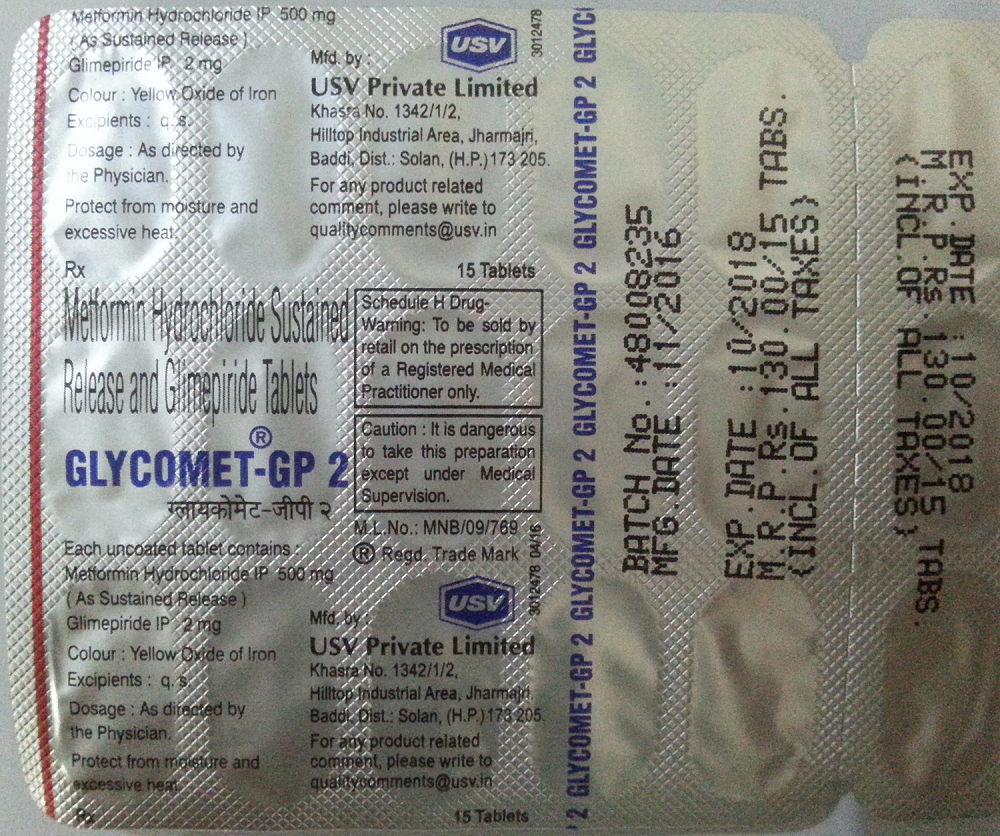 Metformin Hydrochloride IP 500 mg
( As Sustained Release )
Glimepiride IP 2 mg
Colour : Yellow Oxide of Iron
Excipients : q.s.
Dosage : As directed by
the Physician.
Protect from moisture and
excessive heat.
Rx
USV
3012478
Mfd. by :
USV Private Limited
Khasra No. 1342/1/2,
Hilltop Industrial Area, Jharmajri,
Baddi, Dist.: Solan, (H.P.)173 205.
For any product related
comment, please write to
qualitycomments@usv.in
15 Tablets
Metformin Hydrochloride Sustained
Release and Glimepiride Tablets
GLYCOMET-GP 2
®
ग्लायकोमेट-जीपी २
Schedule H Drug-
Warning: To be sold by
retail on the prescription
of a Registered Medical
Practitioner only.
Caution : It is dangerous
to take this preparation
except under Medical
Supervision.
M.L.No.: MNB/09/769
® Regd. Trade Mark
Each uncoated tablet contains :
Metformin Hydrochloride IP 500 mg
( As Sustained Release )
Glimepiride IP 2 mg
Colour : Yellow Oxide of Iron
Excipients : q.s.
Dosage : As directed by
the Physician.
Protect from moisture and
excessive heat.
Rx
USV
3012478 04/16
Mfd. by :
USV Private Limited
Khasra No. 1342/1/2,
Hilltop Industrial Area, Jharmajri,
Baddi, Dist.: Solan, (H.P.)173 205.
For any product related
comment, please write to
qualitycomments@usv.in
15 Tablets
2 GLYCOMET-GP 2 GLYCOMET-GP 2 GLYCOMET-GP 2 GLYCOMET-GP 2 GLYCOMET-GP 2 GLYC
BATCH No :48008235
MFG.DATE :11/2016
EXP.DATE :10/2018
M.R.P.Rs.130.00/15 TABS.
(INCL.OF ALL TAXES)
EXP.DATE :10/2018
M.R.P.Rs.130.00/15 TABS.
(INCL.OF ALL TAXES)